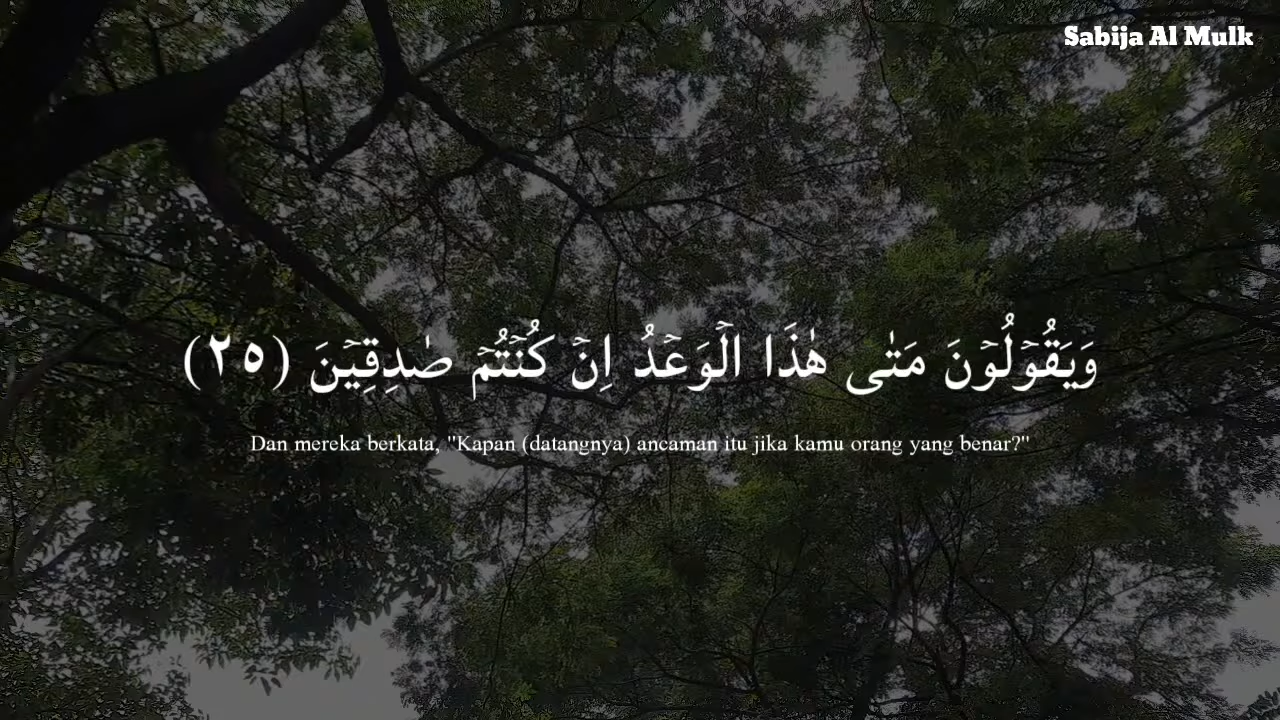 Sabija Al Mulk
وَيَقُوْلُوْنَ مَتٰى هٰذَا الْوَعْدُ اِنْ كُنْتُمْ صٰدِقِيْنَ (٢٥)
Dan mereka berkata, "Kapan (datangnya) ancaman itu jika kamu orang yang benar?"